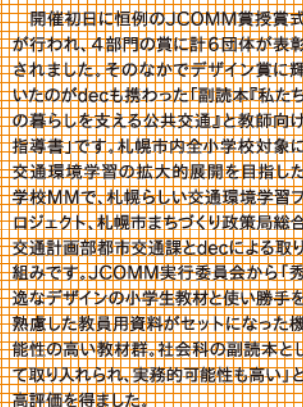 開催初日に恒例のJCOMM賞授賞式
が行われ、4部門の賞に計6団体が表彰
されました。そのなかでデザイン賞に輝
いたのがdecも携わった「副読本『私たち
の暮らしを支える公共交通』と教師向け
指導書」です。札幌市内全小学校対象に
交通環境学習の拡大的展開を目指した
学校MMで、札幌らしい交通環境学習プ
ロジェクト、札幌市まちづくり政策局総合
交通計画部都市交通課とdecによる取り
組みです。JCOMM実行委員会から「秀
逸なデザインの小学生教材と使い勝手を
熟慮した教員用資料がセットになった機
能性の高い教材群。社会科の副読本とし
て取り入れられ、実務的可能性も高い」と
高評価を得ました。